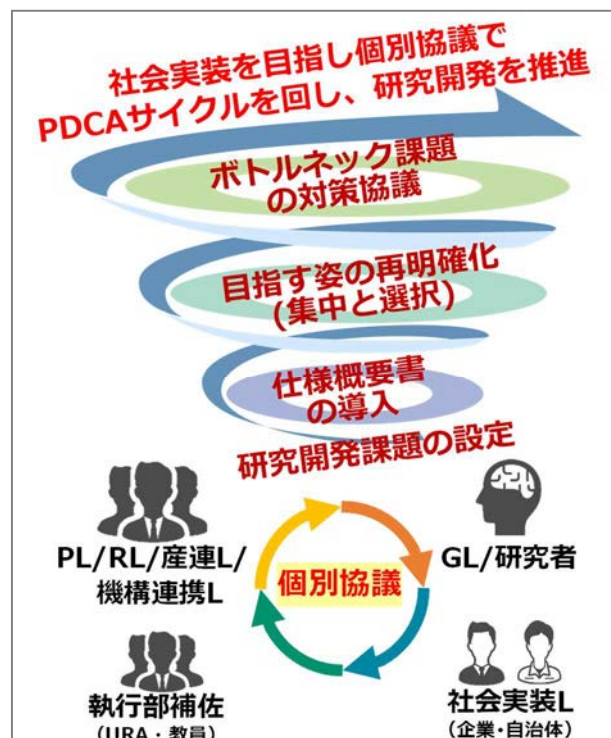 社会実装を目指し個別協議で
PDCAサイクルを回し、研究開発を推進
ボトルネック課題
の対策協議
目指す姿の再明確化
(集中と選択)
仕様概要書
の導入
研究開発課題の設定
PL/RL/産連L/
機構連携L
個別協議
GL/研究者
執行部補佐
(URA・教員)
社会実装L
(企業・自治体)